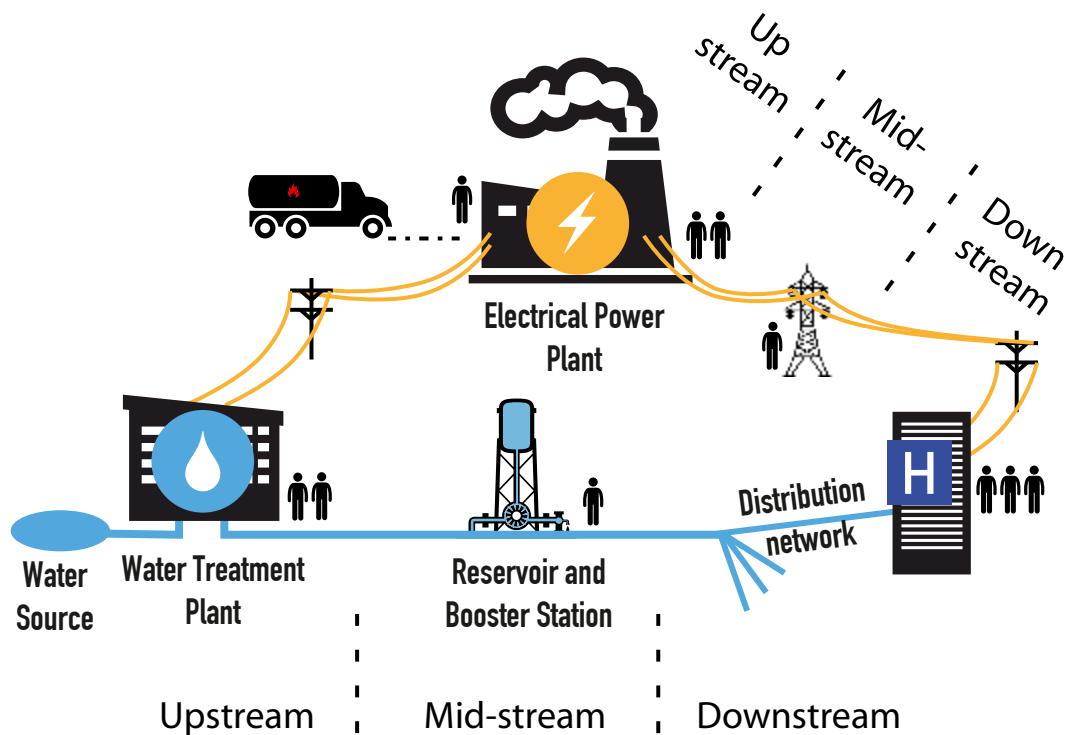 Up
stream
Mid-
stream
Down
stream
Electrical Power
Plant
H
Distribution
network
Water
Source
Water Treatment
Plant
Reservoir and
Booster Station
Upstream
Mid-stream
Downstream